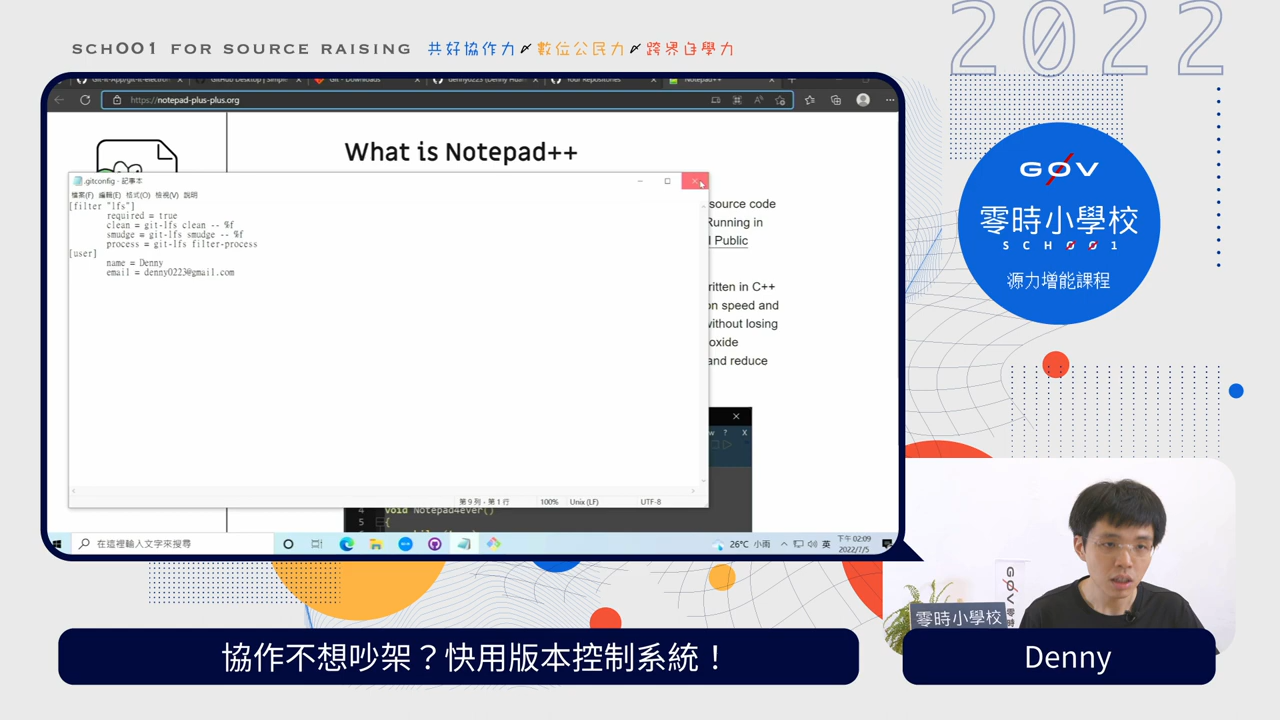 SCH001 FOR SOURCE RAISING 共好協作力 數位公民力 跨界自學力
2022
https://notepad-plus-plus.org
What is Notepad++
.gitconfig - 記事本
檔案(F) 編輯(E) 格式(O) 檢視(V) 說明
[filter "lfs"]
required = true
clean = git-lfs clean -- %f
smudge = git-lfs smudge -- %f
process = git-lfs filter-process
[user]
name = Denny
email = denny0223@gmail.com
source code
Running in
Public
ritten in C++
on speed and
without losing
oxide
and reduce
第 9 列，第 1 行 100% Unix (LF) UTF-8
4 void Notepad4ever()
5 {
在這裡輸入文字來搜尋
26°C 小雨 英 下午 02:09
2022/7/5
G0V
零時小學校
SCH001
源力增能課程
G0V
零時小學校
協作不想吵架？快用版本控制系統！
Denny